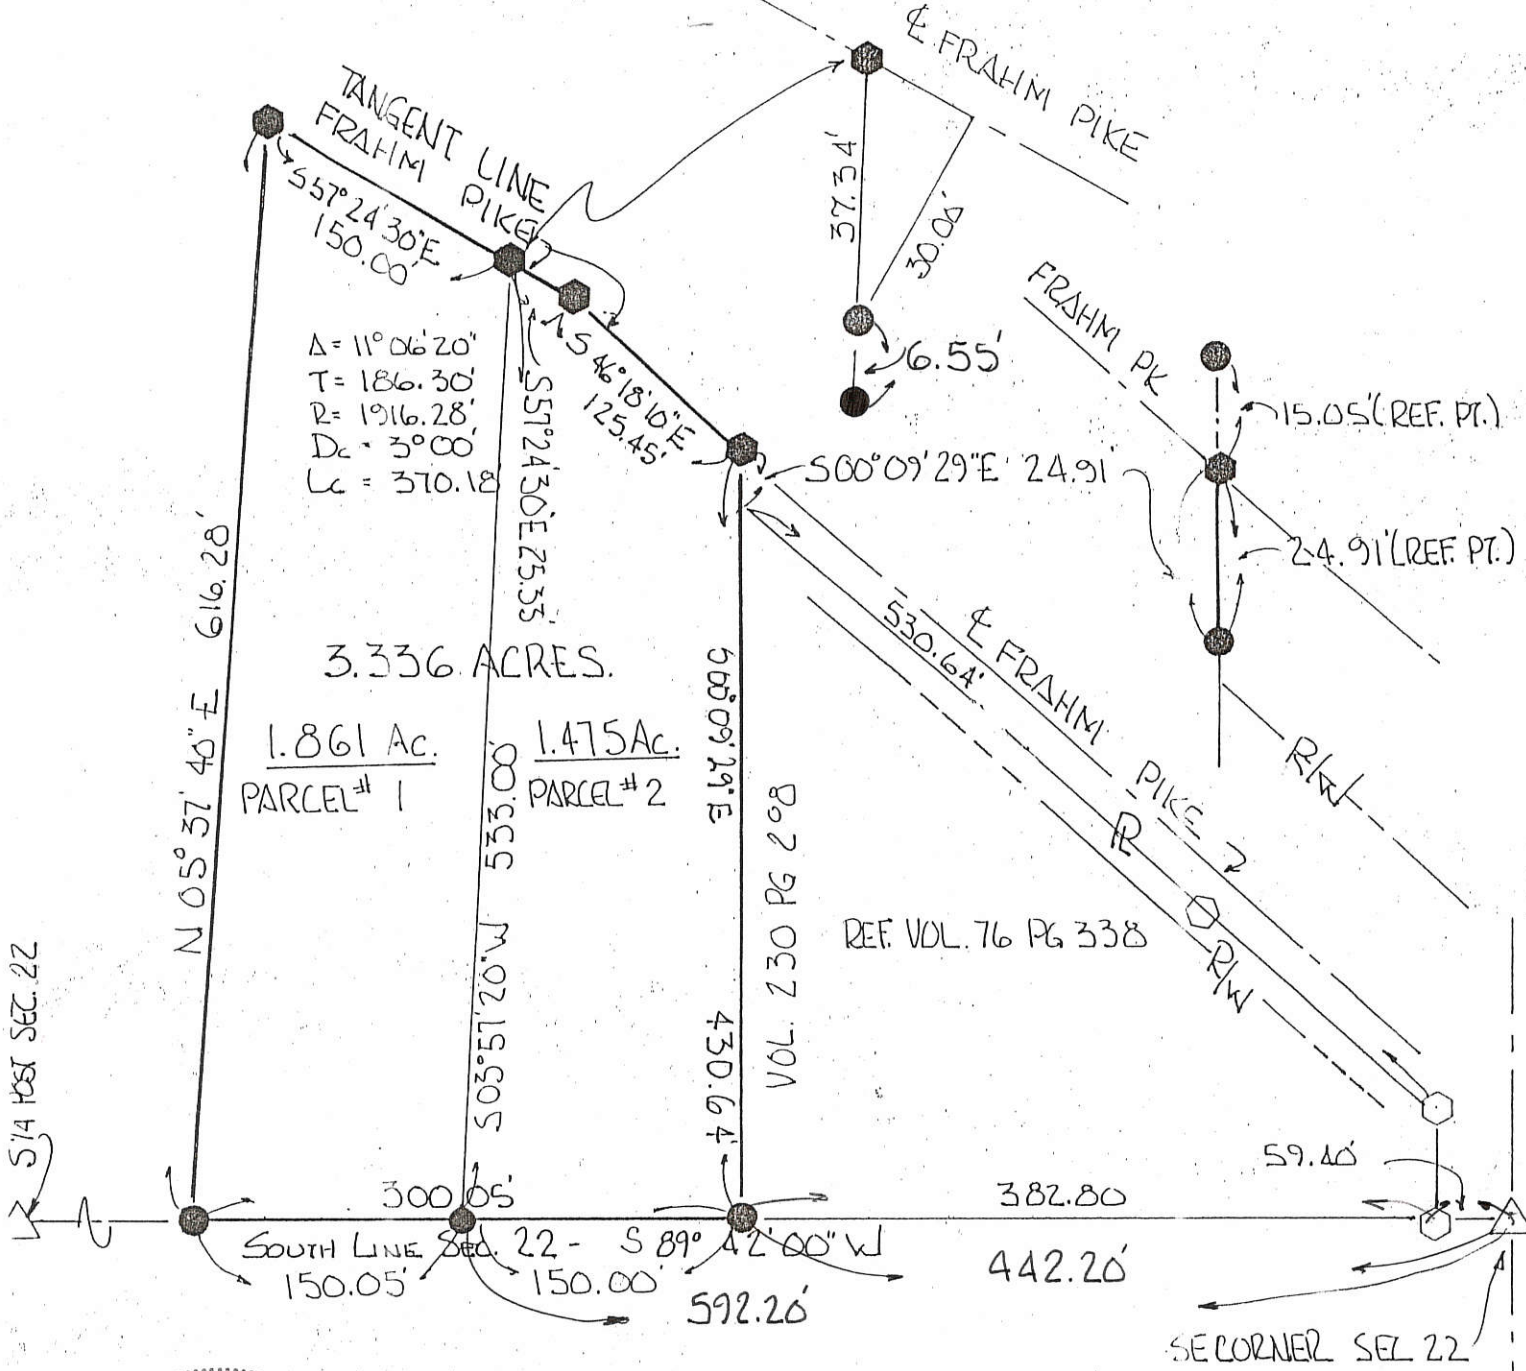 ℄ FRAHM PIKE
TANGENT LINE
FRAHM PIKE
S57°24'30"E
150.00'
37.34'
30.00'
6.55'
FRAHM PK
15.05'(REF. PT.)
24.91'(REF. PT.)
R/W
Δ= 11°06'20"
T= 186.30'
R= 1916.28'
Dc = 3°00'
Lc = 370.18
S57°24'30"E 25.33'
S 46°18'10"E
125.45'
S00°09'29"E 24.91'
N 05° 37' 40" E 616.28'
3.336 ACRES.
1.861 Ac.
PARCEL# 1
1.475 Ac.
PARCEL#2
S03°57'20"W 533.00'
S00°09'29"E 430.64'
VOL. 230 PG 208
530.64'
℄ FRAHM PIKE
PL
R/W
REF. VOL. 76 PG 338
S 1/4 POST SEC. 22
59.40'
300.05'
382.80
SOUTH LINE SEC. 22 - S 89° 42'00" W
150.05'
150.00'
442.20'
592.20'
SE CORNER SEC 22